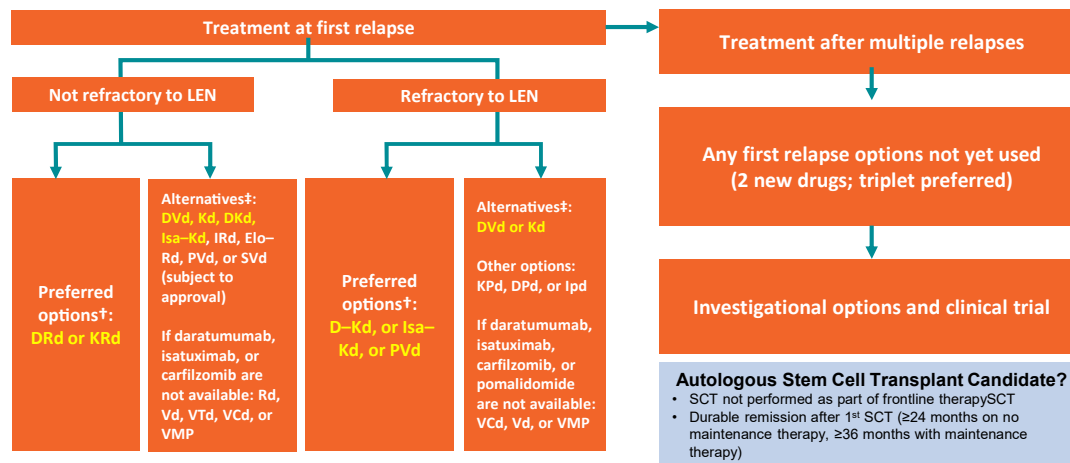 Treatment at first relapse
Not refractory to LEN
Refractory to LEN
Preferred
options†:
DRd or KRd
Alternatives‡:
DVd, Kd, DKd,
Isa–Kd, IRd, Elo–
Rd, PVd, or SVd
(subject to
approval)
If daratumumab,
isatuximab, or
carfilzomib are
not available: Rd,
Vd, VTd, VCd, or
VMP
Preferred
options†:
D–Kd, or Isa–
Kd, or PVd
Alternatives‡:
DVd or Kd
Other options:
KPd, DPd, or Ipd
If daratumumab,
isatuximab,
carfilzomib, or
pomalidomide
are not available:
VCd, Vd, or VMP
Treatment after multiple relapses
Any first relapse options not yet used
(2 new drugs; triplet preferred)
Investigational options and clinical trial
Autologous Stem Cell Transplant Candidate?
• SCT not performed as part of frontline therapySCT
• Durable remission after 1st SCT (≥24 months on no
maintenance therapy, ≥36 months with maintenance
therapy)